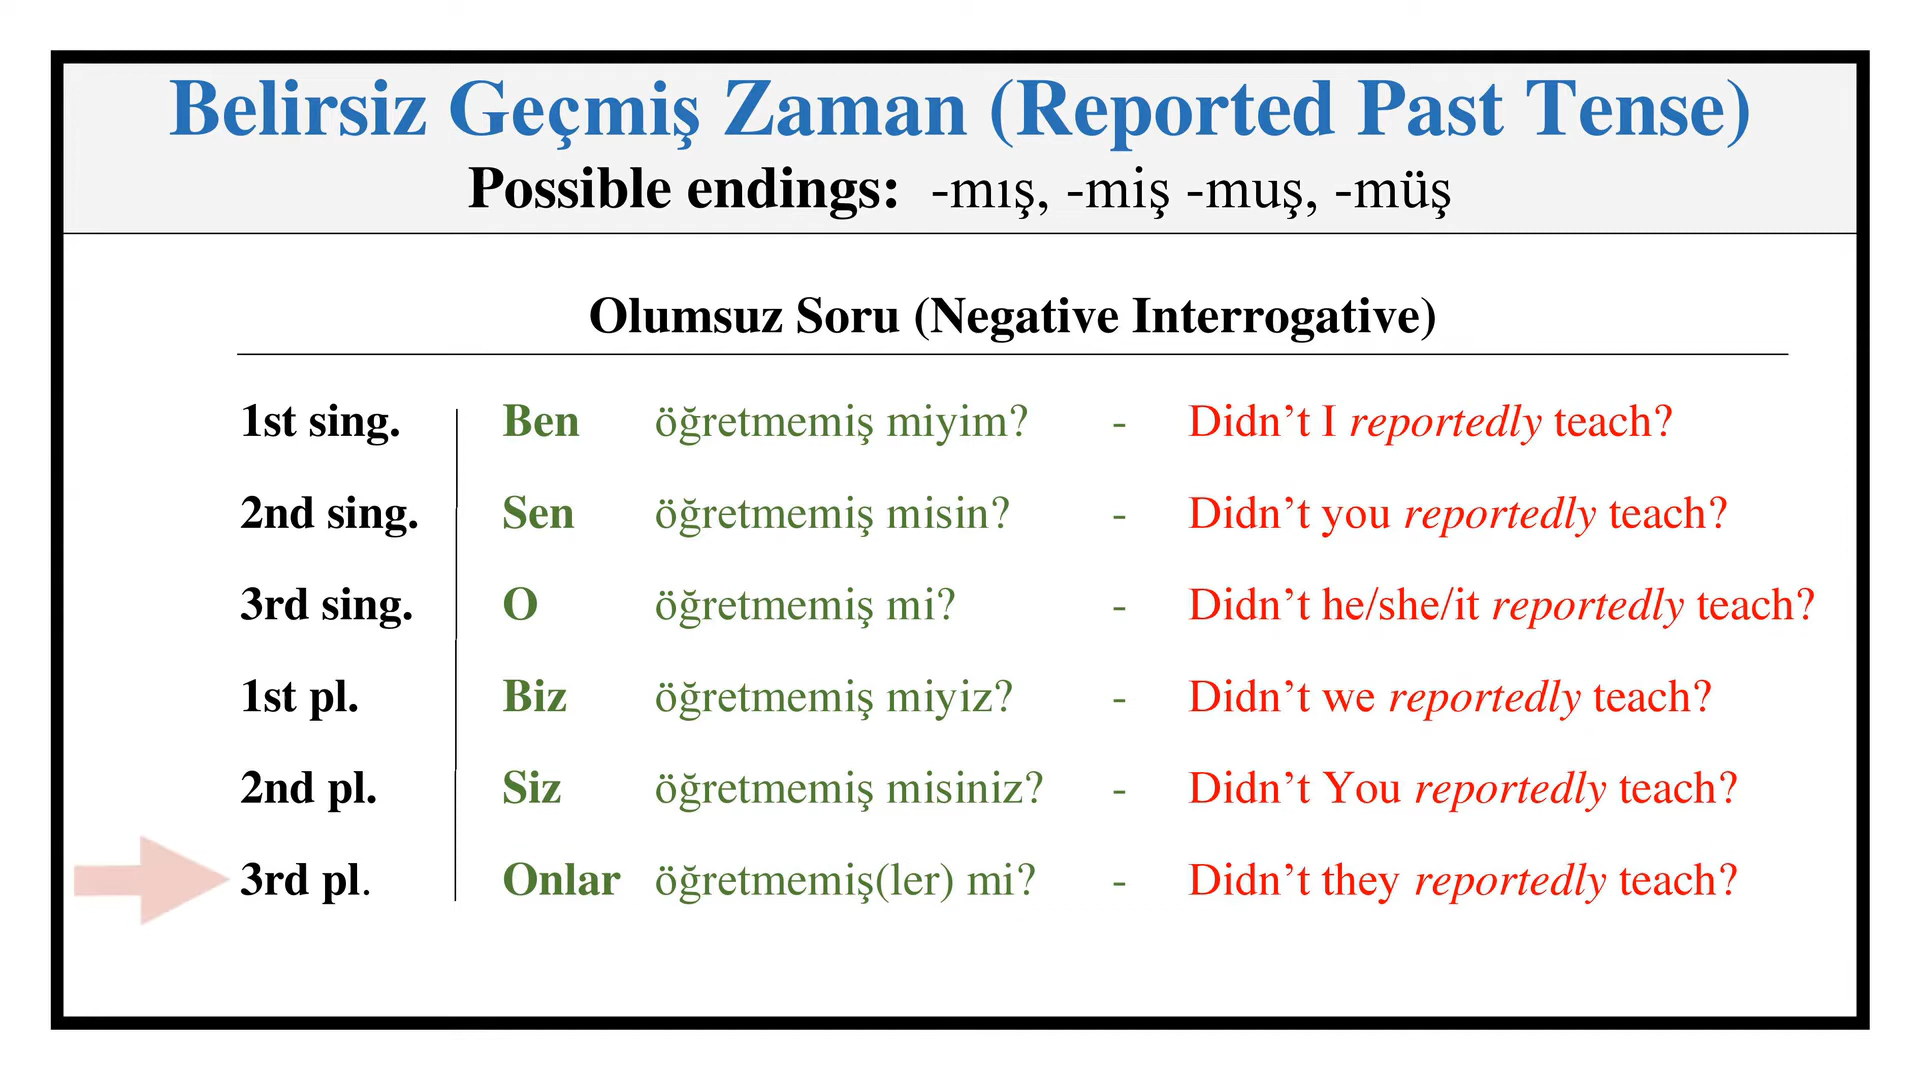 Belirsiz Geçmiş Zaman (Reported Past Tense)
Possible endings: -mış, -miş -muş, -müş
Olumsuz Soru (Negative Interrogative)
1st sing. Ben öğretmemiş miyim? - Didn’t I reportedly teach?
2nd sing. Sen öğretmemiş misin? - Didn’t you reportedly teach?
3rd sing. O öğretmemiş mi? - Didn’t he/she/it reportedly teach?
1st pl. Biz öğretmemiş miyiz? - Didn’t we reportedly teach?
2nd pl. Siz öğretmemiş misiniz? - Didn’t You reportedly teach?
3rd pl. Onlar öğretmemiş(ler) mi? - Didn’t they reportedly teach?